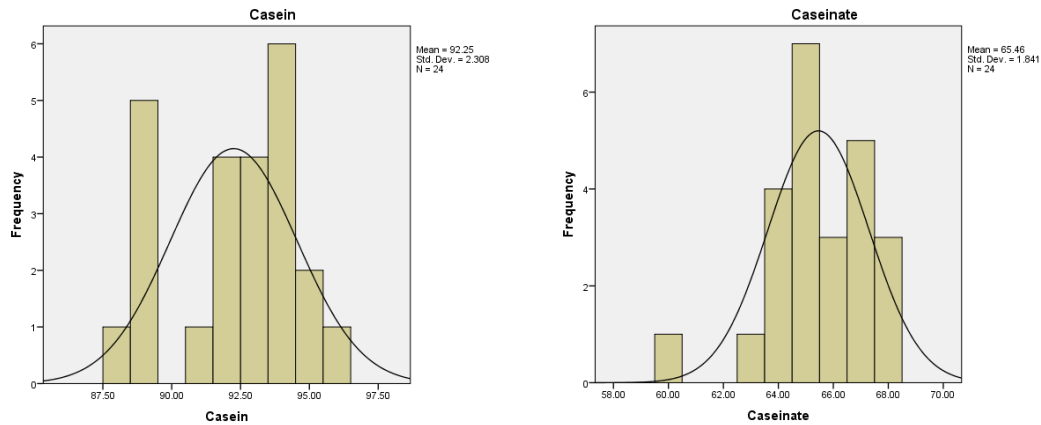 Casein
Mean = 92.25
Std. Dev. = 2.308
N = 24
Frequency
6
5
4
3
2
1
0
87.50 90.00 92.50 93.00 95.00 97.50
Casein
Caseinate
Mean = 65.46
Std. Dev. = 1.841
N = 24
Frequency
6
4
2
0
58.00 60.00 62.00 64.00 66.00 68.00 70.00
Caseinate